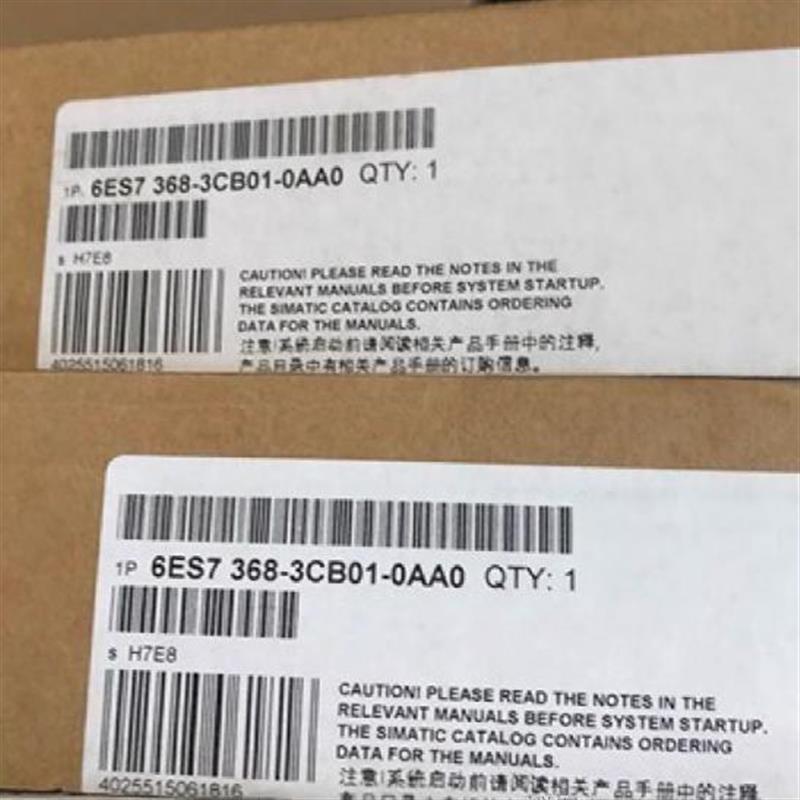 1P 6ES7 368-3CB01-0AA0 QTY: 1
S H7E8
CAUTION! PLEASE READ THE NOTES IN THE
RELEVANT MANUALS BEFORE SYSTEM STARTUP.
THE SIMATIC CATALOG CONTAINS ORDERING
DATA FOR THE MANUALS.
注意!系统启动前请阅读相关产品手册中的注释,
产品目录中有相关产品手册的订购信息。
4025515061816
1P 6ES7 368-3CB01-0AA0 QTY: 1
S H7E8
CAUTION! PLEASE READ THE NOTES IN THE
RELEVANT MANUALS BEFORE SYSTEM STARTUP.
THE SIMATIC CATALOG CONTAINS ORDERING
DATA FOR THE MANUALS.
注意!系统启动前请阅读相关产品手册中的注释
4025515061816